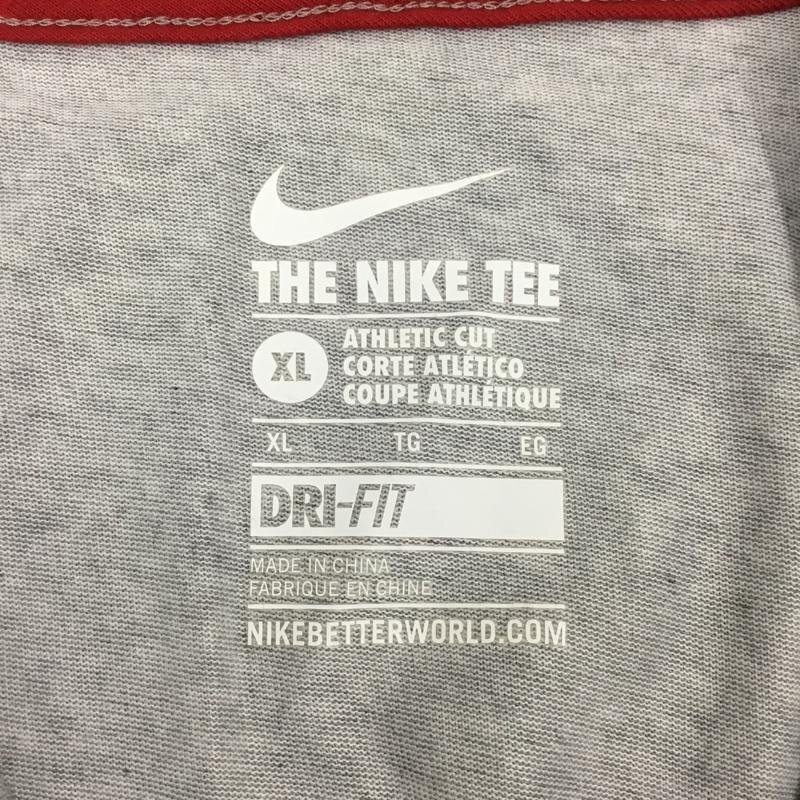 THE NIKE TEE
XL
ATHLETIC CUT
CORTE ATLÉTICO
COUPE ATHLÉTIQUE
XL TG EG
DRI-FIT
MADE IN CHINA
FABRIQUE EN CHINE
NIKEBETTERWORLD.COM